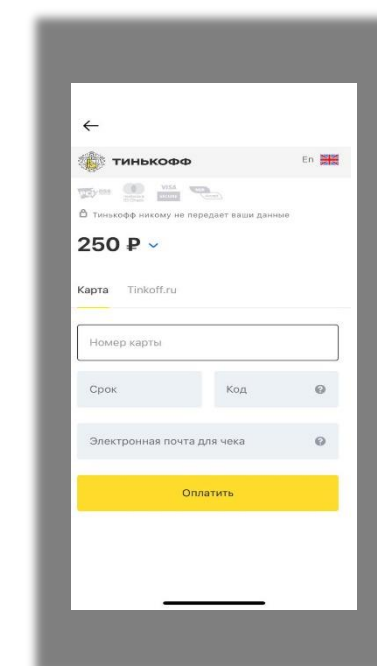 ←
ТИНЬКОФФ En
VISA
Тинькофф никому не передает ваши данные
250 ₽
Карта Tinkoff.ru
Номер карты
Срок Код ?
Электронная почта для чека ?
Оплатить